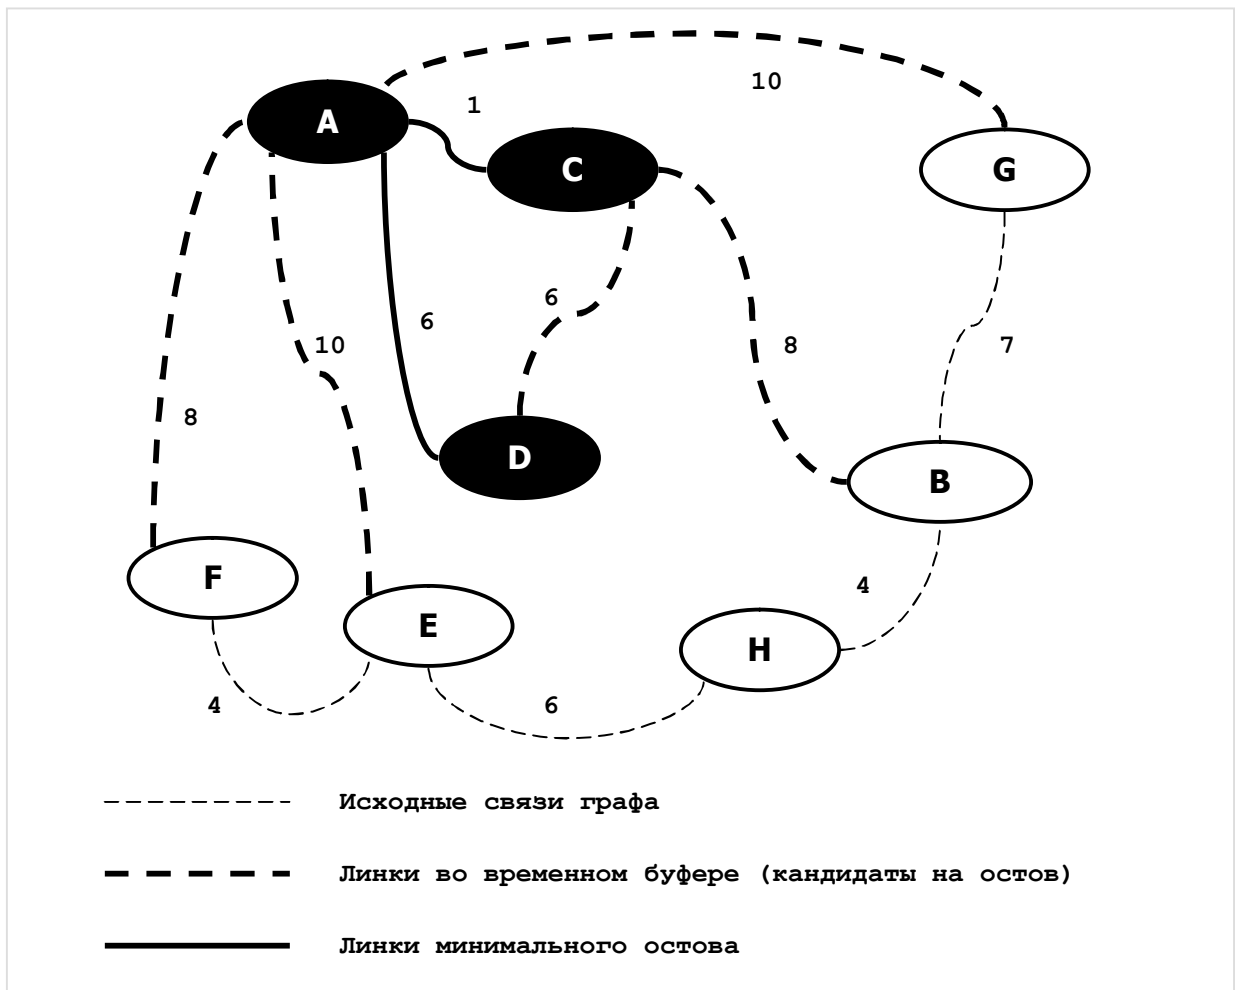 10
1
A
C
G
6
6
10
8
7
8
D
B
F
E
4
H
4
6
Исходные связи графа
Линки во временном буфере (кандидаты на остов)
Линки минимального остова